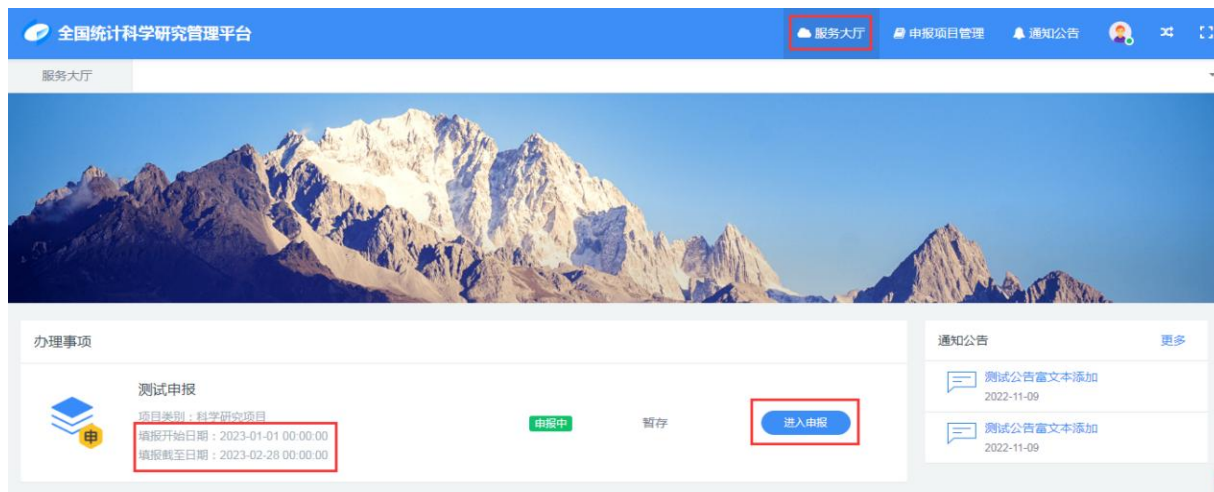 全国统计科学研究管理平台
服务大厅
申报项目管理
通知公告
服务大厅
办理事项
测试申报
项目类别：科学研究项目
填报开始日期：2023-01-01 00:00:00
填报截至日期：2023-02-28 00:00:00
申
申报中
暂存
进入申报
通知公告
更多
测试公告富文本添加
2022-11-09
测试公告富文本添加
2022-11-09